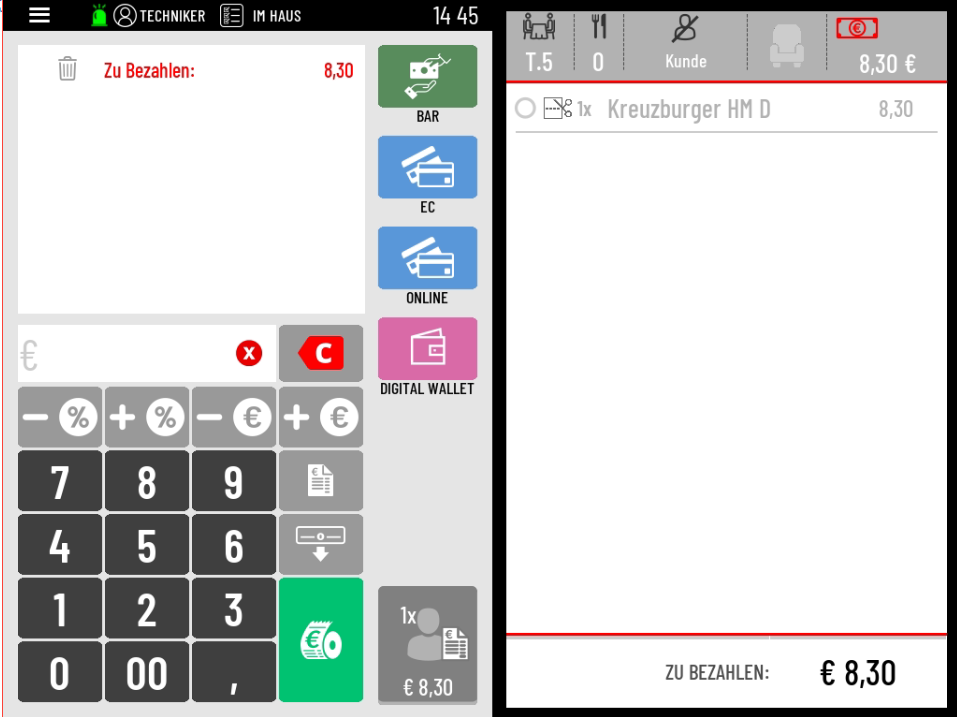 TECHNIKER IM HAUS 14 45
Zu Bezahlen: 8,30
BAR
EC
ONLINE
DIGITAL WALLET
€ x C
- % + % - € + €
7 8 9 €
4 5 6
1 2 3 €
0 00 ,
1x €
€ 8,30
T.5 0 Kunde 8,30 €
1x Kreuzburger HM D 8,30
ZU BEZAHLEN: € 8,30